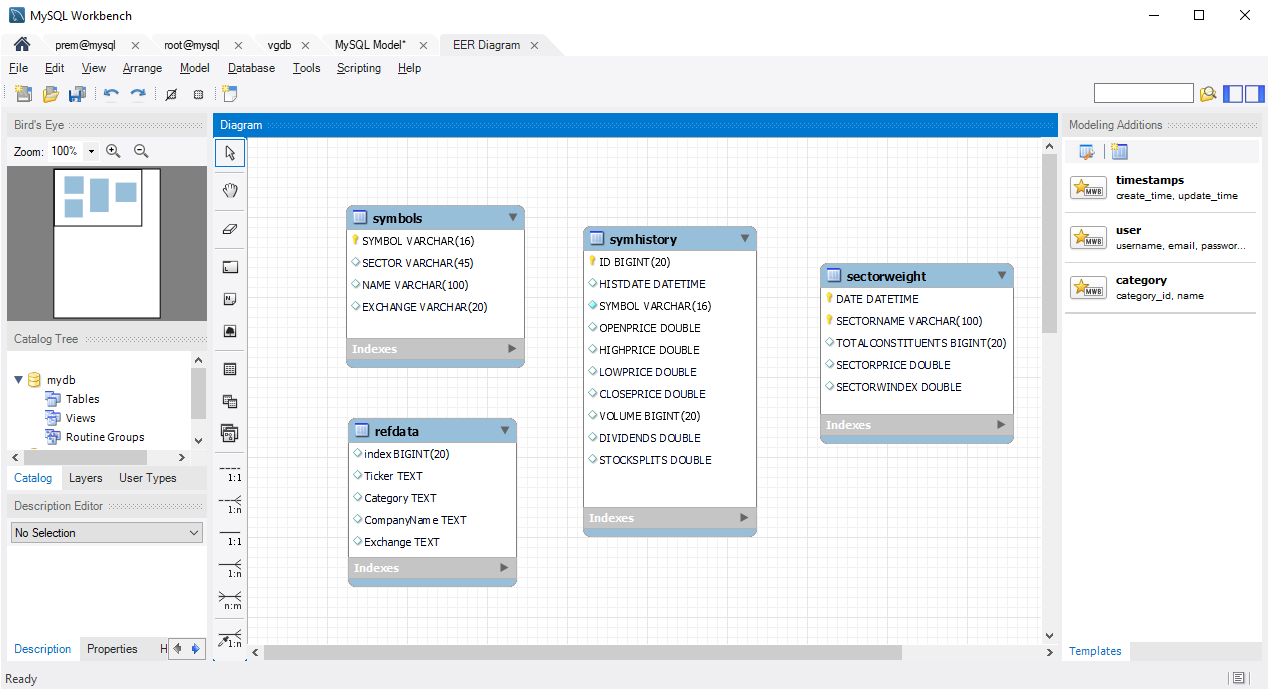 MySQL Workbench
prem@mysql
root@mysql
vgdb
MySQL Model*
EER Diagram
File Edit View Arrange Model Database Tools Scripting Help
Bird's Eye
Zoom: 100%
Catalog Tree
mydb
Tables
Views
Routine Groups
Catalog Layers User Types
Description Editor
No Selection
Description Properties H
Ready
Diagram
1:1
1:n
1:1
1:n
n:m
1:n
symbols
SYMBOL VARCHAR(16)
SECTOR VARCHAR(45)
NAME VARCHAR(100)
EXCHANGE VARCHAR(20)
Indexes
refdata
index BIGINT(20)
Ticker TEXT
Category TEXT
CompanyName TEXT
Exchange TEXT
Indexes
symhistory
ID BIGINT(20)
HISTDATE DATETIME
SYMBOL VARCHAR(16)
OPENPRICE DOUBLE
HIGHPRICE DOUBLE
LOWPRICE DOUBLE
CLOSEPRICE DOUBLE
VOLUME BIGINT(20)
DIVIDENDS DOUBLE
STOCKSPLITS DOUBLE
Indexes
sectorweight
DATE DATETIME
SECTORNAME VARCHAR(100)
TOTALCONSTITUENTS BIGINT(20)
SECTORPRICE DOUBLE
SECTORWINDEX DOUBLE
Indexes
Modeling Additions
MWB
timestamps
create_time, update_time
MWB
user
username, email, passwor...
MWB
category
category_id, name
Templates